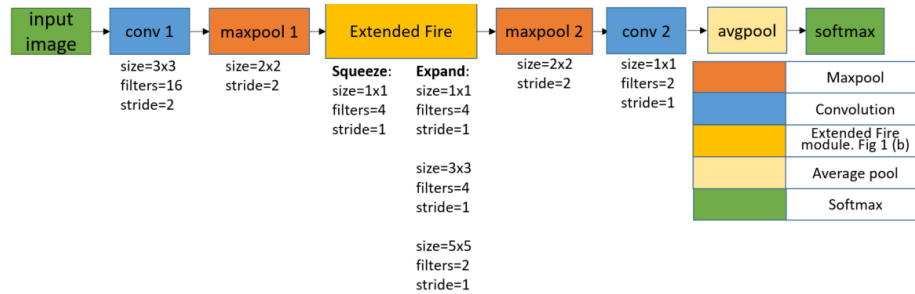 input
image
conv 1
maxpool 1
Extended Fire
maxpool 2
conv 2
avgpool
softmax
size=3x3
filters=16
stride=2
size=2x2
stride=2
Squeeze:
size=1x1
filters=4
stride=1
Expand:
size=1x1
filters=4
stride=1
size=3x3
filters=4
stride=1
size=5x5
filters=2
stride=1
size=2x2
stride=2
size=1x1
filters=2
stride=1
Maxpool
Convolution
Extended Fire
module. Fig 1 (b)
Average pool
Softmax